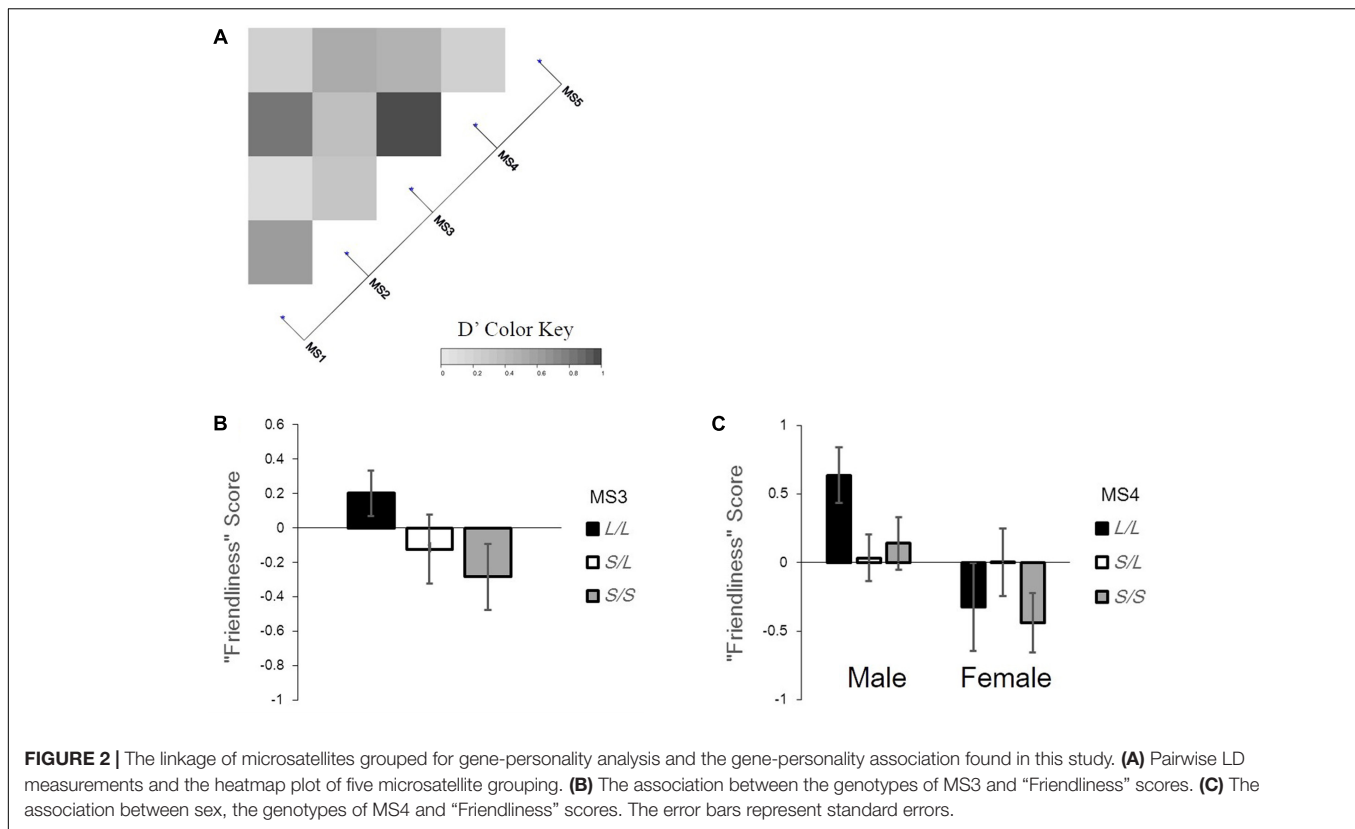 A
MS5
MS4
MS3
MS2
MS1
D' Color Key
0 0.2 0.4 0.6 0.8 1
B
0.6
0.4
0.2
0
-0.2
-0.4
-0.6
-0.8
-1
"Friendliness" Score
MS3
L/L
S/L
S/S
C
1
0.5
0
-0.5
-1
"Friendliness" Score
Male Female
MS4
L/L
S/L
S/S
FIGURE 2 | The linkage of microsatellites grouped for gene-personality analysis and the gene-personality association found in this study. (A) Pairwise LD
measurements and the heatmap plot of five microsatellite grouping. (B) The association between the genotypes of MS3 and “Friendliness” scores. (C) The
association between sex, the genotypes of MS4 and “Friendliness” scores. The error bars represent standard errors.